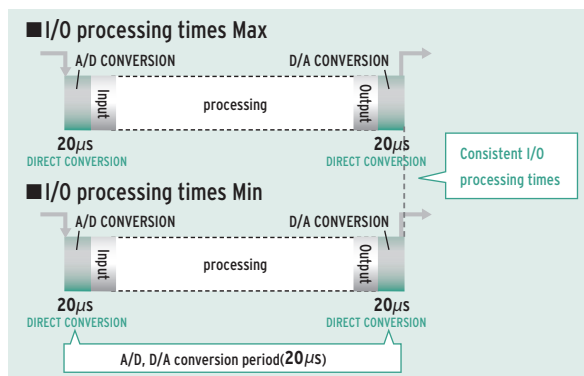 ■I/O processing times Max
A/D CONVERSION
D/A CONVERSION
Input
processing
Output
20μs
20μs
DIRECT CONVERSION
DIRECT CONVERSION
Consistent I/O
processing times
■I/O processing times Min
A/D CONVERSION
D/A CONVERSION
Input
processing
Output
20μs
20μs
DIRECT CONVERSION
DIRECT CONVERSION
A/D, D/A conversion period(20μs)